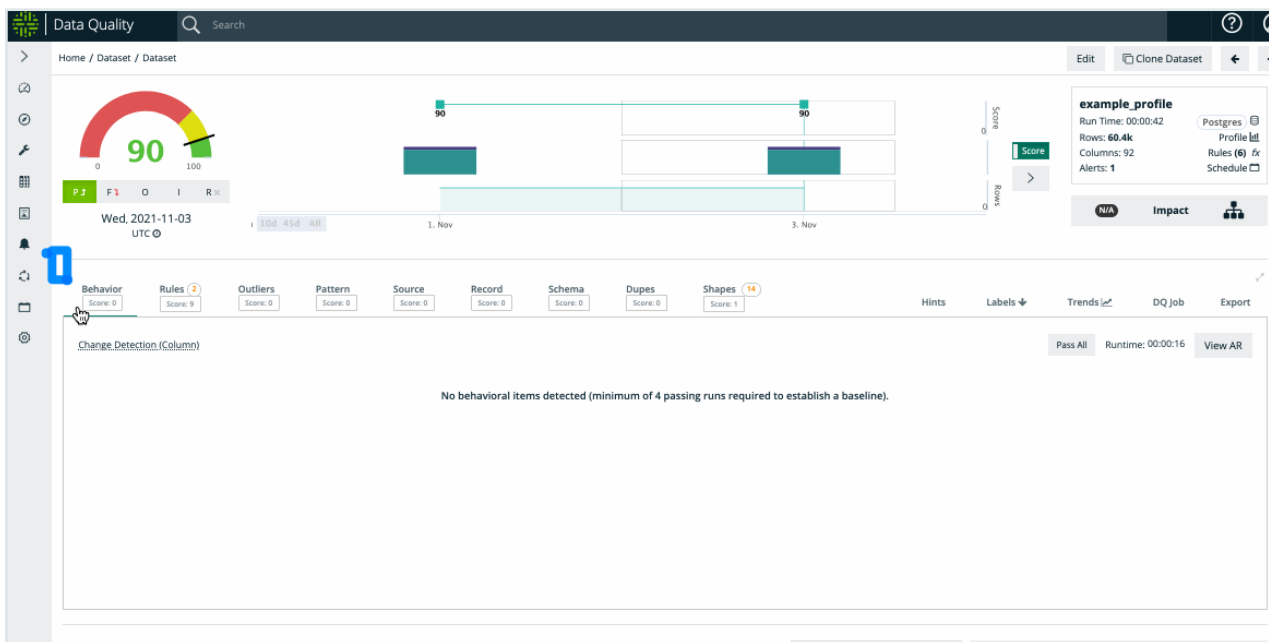 Data Quality
Search
Home / Dataset / Dataset
Edit
Clone Dataset
90
0
100
P F O I R
Wed, 2021-11-03
UTC
90
90
Score
0
Rows
0
10d 45d All
1. Nov
3. Nov
Score
example_profile
Run Time: 00:00:42
Postgres
Rows: 60.4k
Profile
Columns: 92
Rules (6) fx
Alerts: 1
Schedule
N/A
Impact
1
Behavior
Score: 0
Rules 2
Score: 9
Outliers
Score: 0
Pattern
Score: 0
Source
Score: 0
Record
Score: 0
Schema
Score: 0
Dupes
Score: 0
Shapes 14
Score: 1
Hints
Labels
Trends
DQ Job
Export
Change Detection (Column)
Pass All
Runtime: 00:00:16
View AR
No behavioral items detected (minimum of 4 passing runs required to establish a baseline).